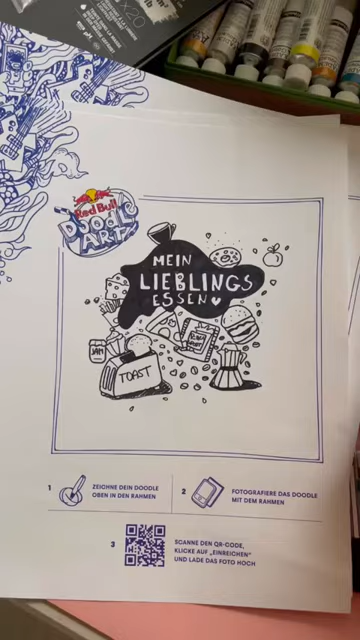 Red Bull
DOODLE
ART
MEIN
LIEBLINGS
ESSEN
JAM
TOAST
1
ZEICHNE DEIN DOODLE
OBEN IN DEN RAHMEN
2
FOTOGRAFIERE DAS DOODLE
MIT DEM RAHMEN
3
SCANNE DEN QR-CODE,
KLICKE AUF „EINREICHEN"
UND LADE DAS FOTO HOCH